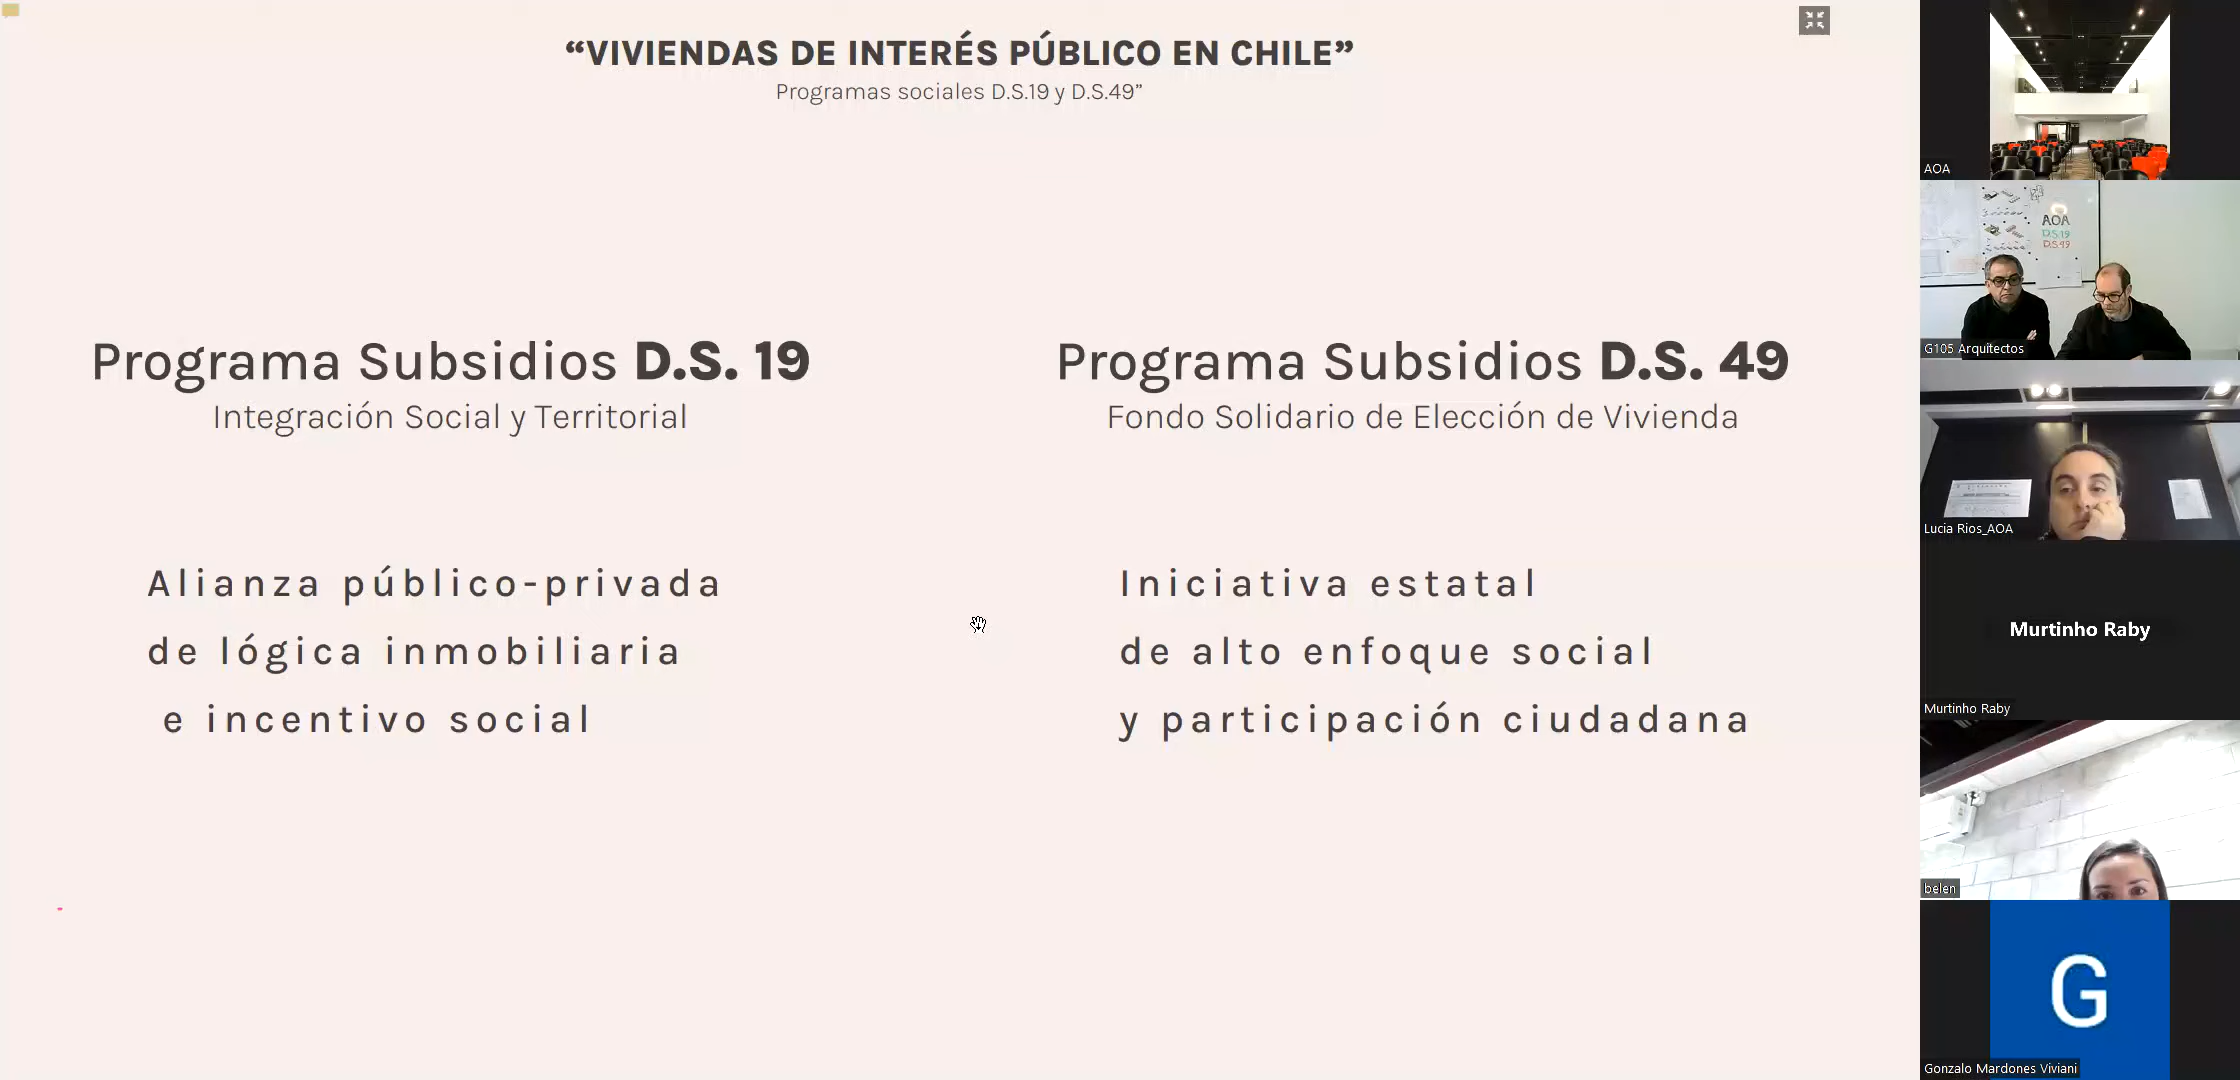 “VIVIENDAS DE INTERÉS PÚBLICO EN CHILE”
Programas sociales D.S.19 y D.S.49”
Programa Subsidios D.S. 19
Integración Social y Territorial
Alianza público-privada
de lógica inmobiliaria
e incentivo social
Programa Subsidios D.S. 49
Fondo Solidario de Elección de Vivienda
Iniciativa estatal
de alto enfoque social
y participación ciudadana
AOA
AOA
D.S.19
D.S.49
G105 Arquitectos
Lucia Rios_AOA
Murtinho Raby
Murtinho Raby
belen
G
Gonzalo Mardones Viviani